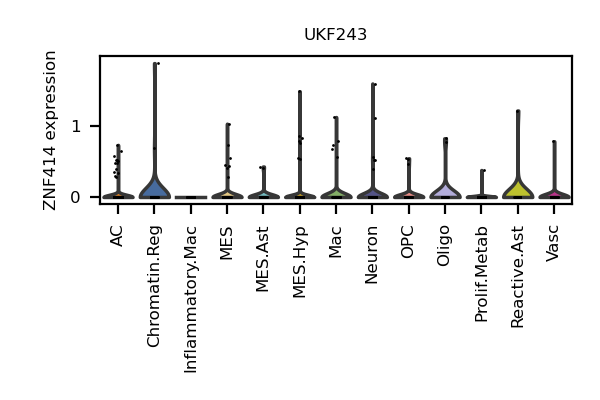 UKF243
ZNF414 expression
1
0
AC
Chromatin.Reg
Inflammatory.Mac
MES
MES.Ast
MES.Hyp
Mac
Neuron
OPC
Oligo
Prolif.Metab
Reactive.Ast
Vasc